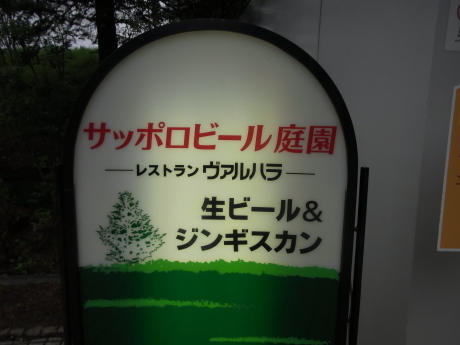 サッポロビール庭園
レストラン ヴァルハラ
生ビール&
ジンギスカン